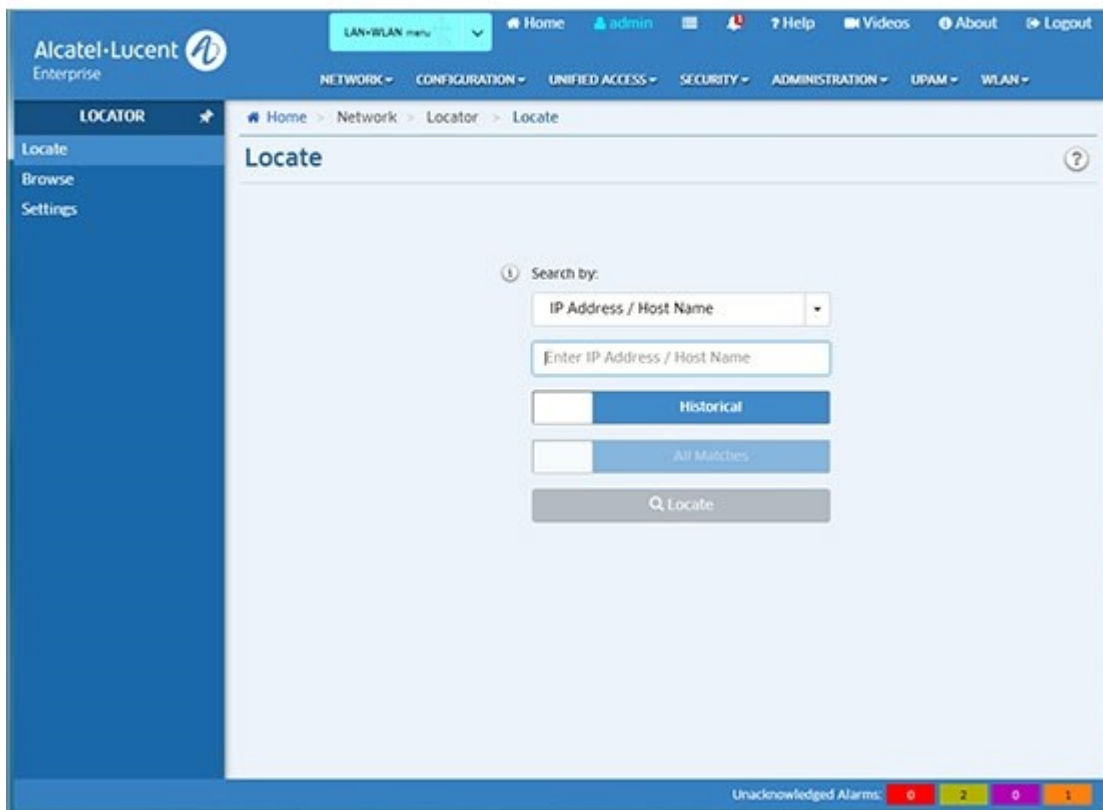 Alcatel·Lucent
Enterprise
LAN+WLAN menu
Home
admin
1
? Help
Videos
About
Logout
NETWORK
CONFIGURATION
UNIFIED ACCESS
SECURITY
ADMINISTRATION
UPAM
WLAN
LOCATOR
Home > Network > Locator > Locate
Locate
Browse
Settings
Locate
?
i Search by:
IP Address / Host Name
Enter IP Address / Host Name
Historical
All Matches
Locate
Unacknowledged Alarms: 0 2 0 1